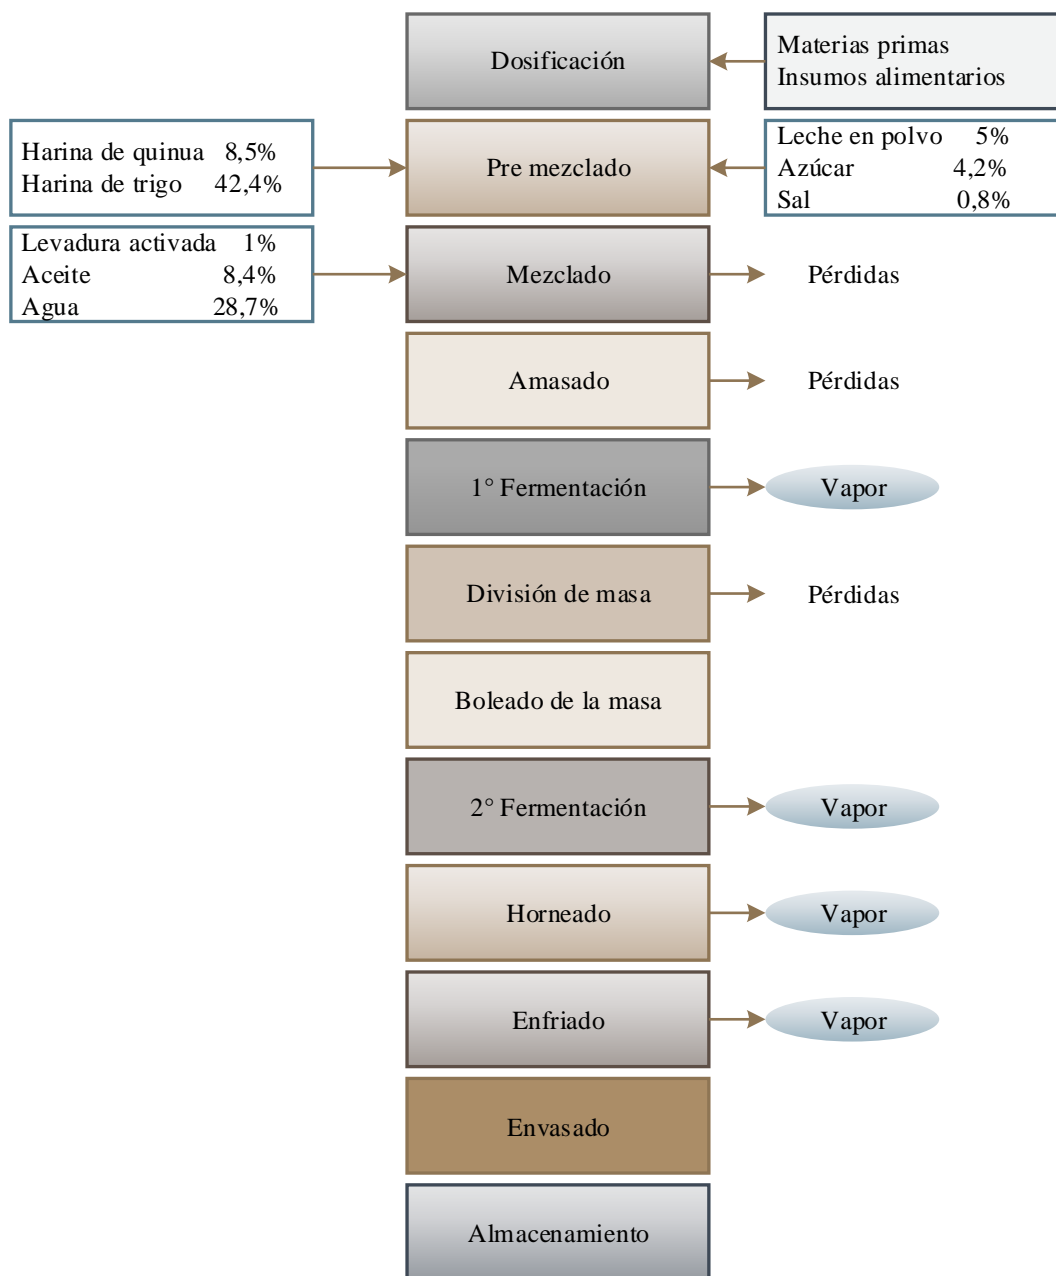 Dosificación
Materias primas
Insumos alimentarios
Harina de quinua 8,5%
Harina de trigo 42,4%
Pre mezclado
Leche en polvo 5%
Azúcar 4,2%
Sal 0,8%
Levadura activada 1%
Aceite 8,4%
Agua 28,7%
Mezclado
Pérdidas
Amasado
Pérdidas
1° Fermentación
Vapor
División de masa
Pérdidas
Boleado de la masa
2° Fermentación
Vapor
Horneado
Vapor
Enfriado
Vapor
Envasado
Almacenamiento